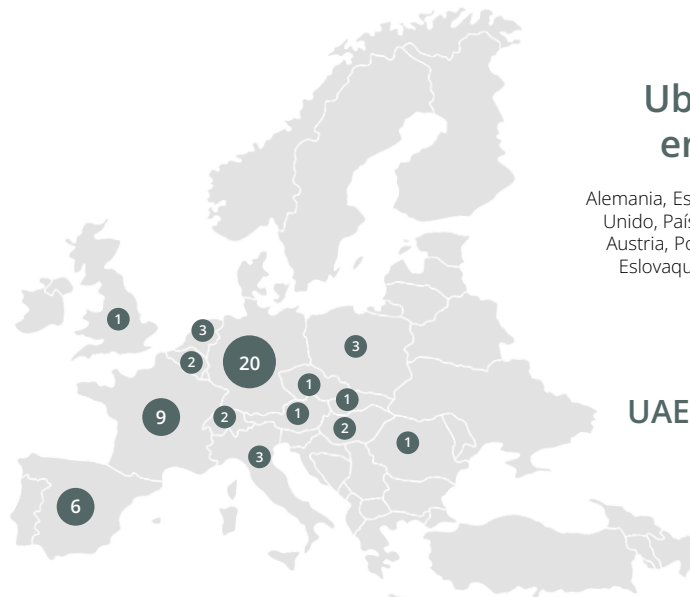 Ub
en
Alemania, Es
Unido, País
Austria, Po
Eslovaqu
1
3
2
20
3
1
1
9
2
1
2
1
UAE
3
6